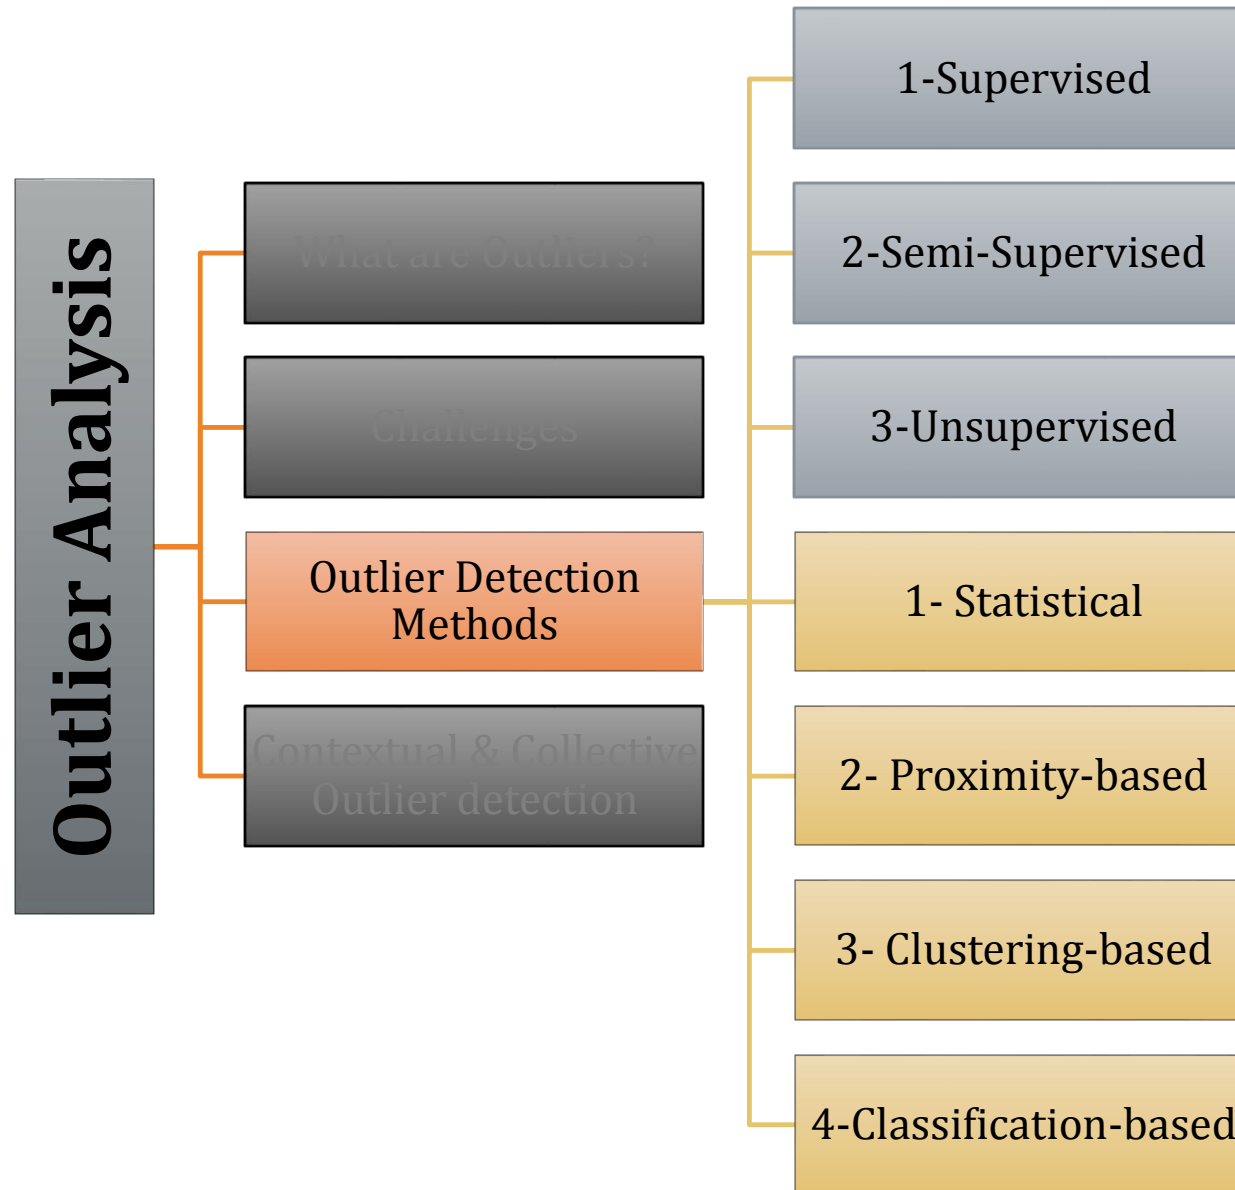 Outlier Analysis
What are Outliers?
Challenges
Outlier Detection
Methods
Contextual & Collective
Outlier detection
1-Supervised
2-Semi-Supervised
3-Unsupervised
1- Statistical
2- Proximity-based
3- Clustering-based
4-Classification-based